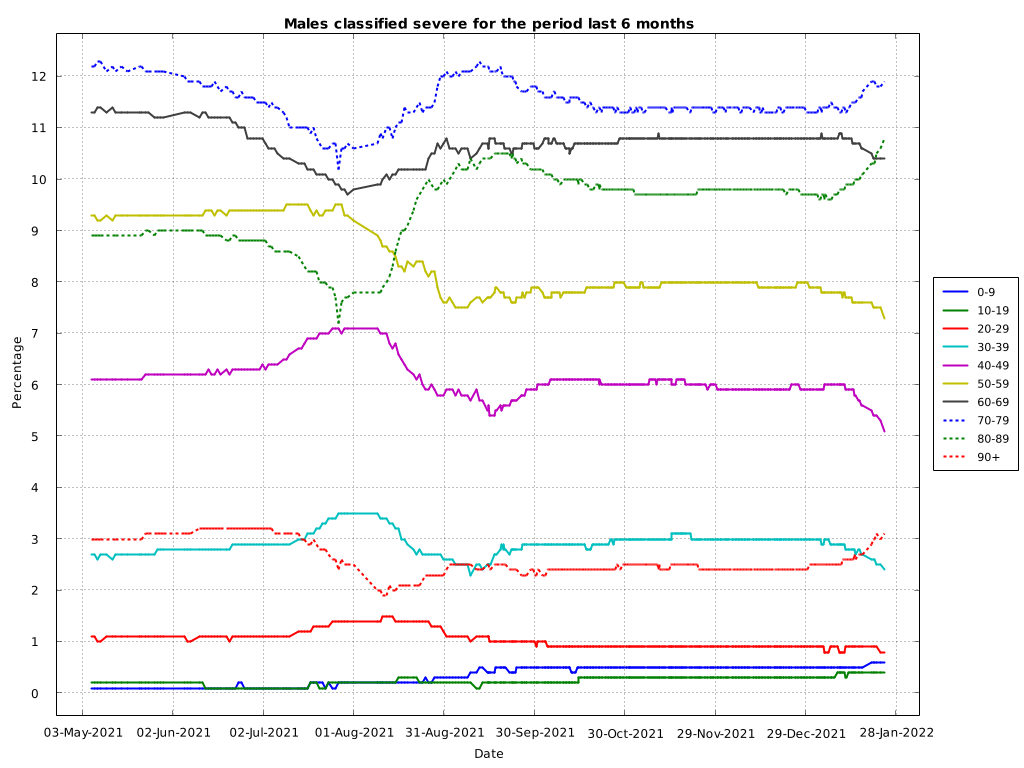 Males classified severe for the period last 6 months
Percentage
12
11
10
9
8
7
6
5
4
3
2
1
0
03-May-2021
02-Jun-2021
02-Jul-2021
01-Aug-2021
31-Aug-2021
30-Sep-2021
30-Oct-2021
29-Nov-2021
29-Dec-2021
28-Jan-2022
Date
0-9
10-19
20-29
30-39
40-49
50-59
60-69
70-79
80-89
90+